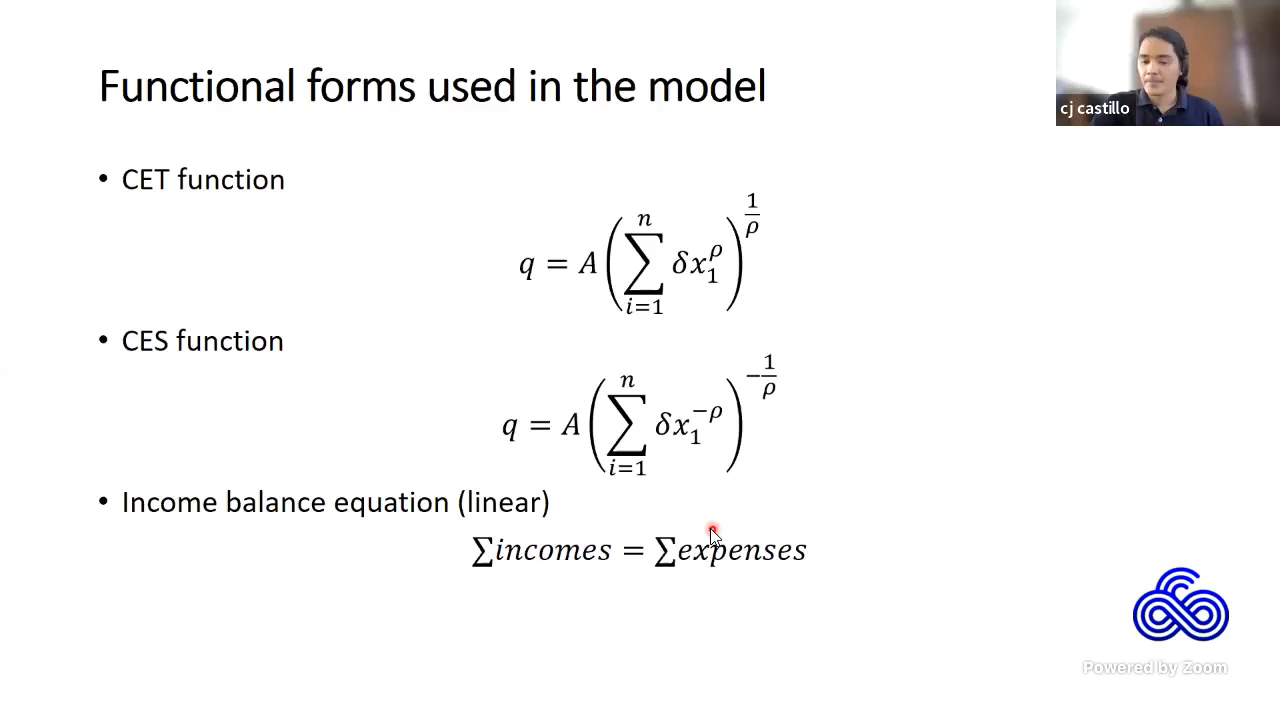 Functional forms used in the model
cj castillo
• CET function
q = A(∑_{i=1}^{n} δx_1^ρ)^{1/ρ}
• CES function
q = A(∑_{i=1}^{n} δx_1^{−ρ})^{−1/ρ}
• Income balance equation (linear)
∑incomes = ∑expenses
Powered by Zoom